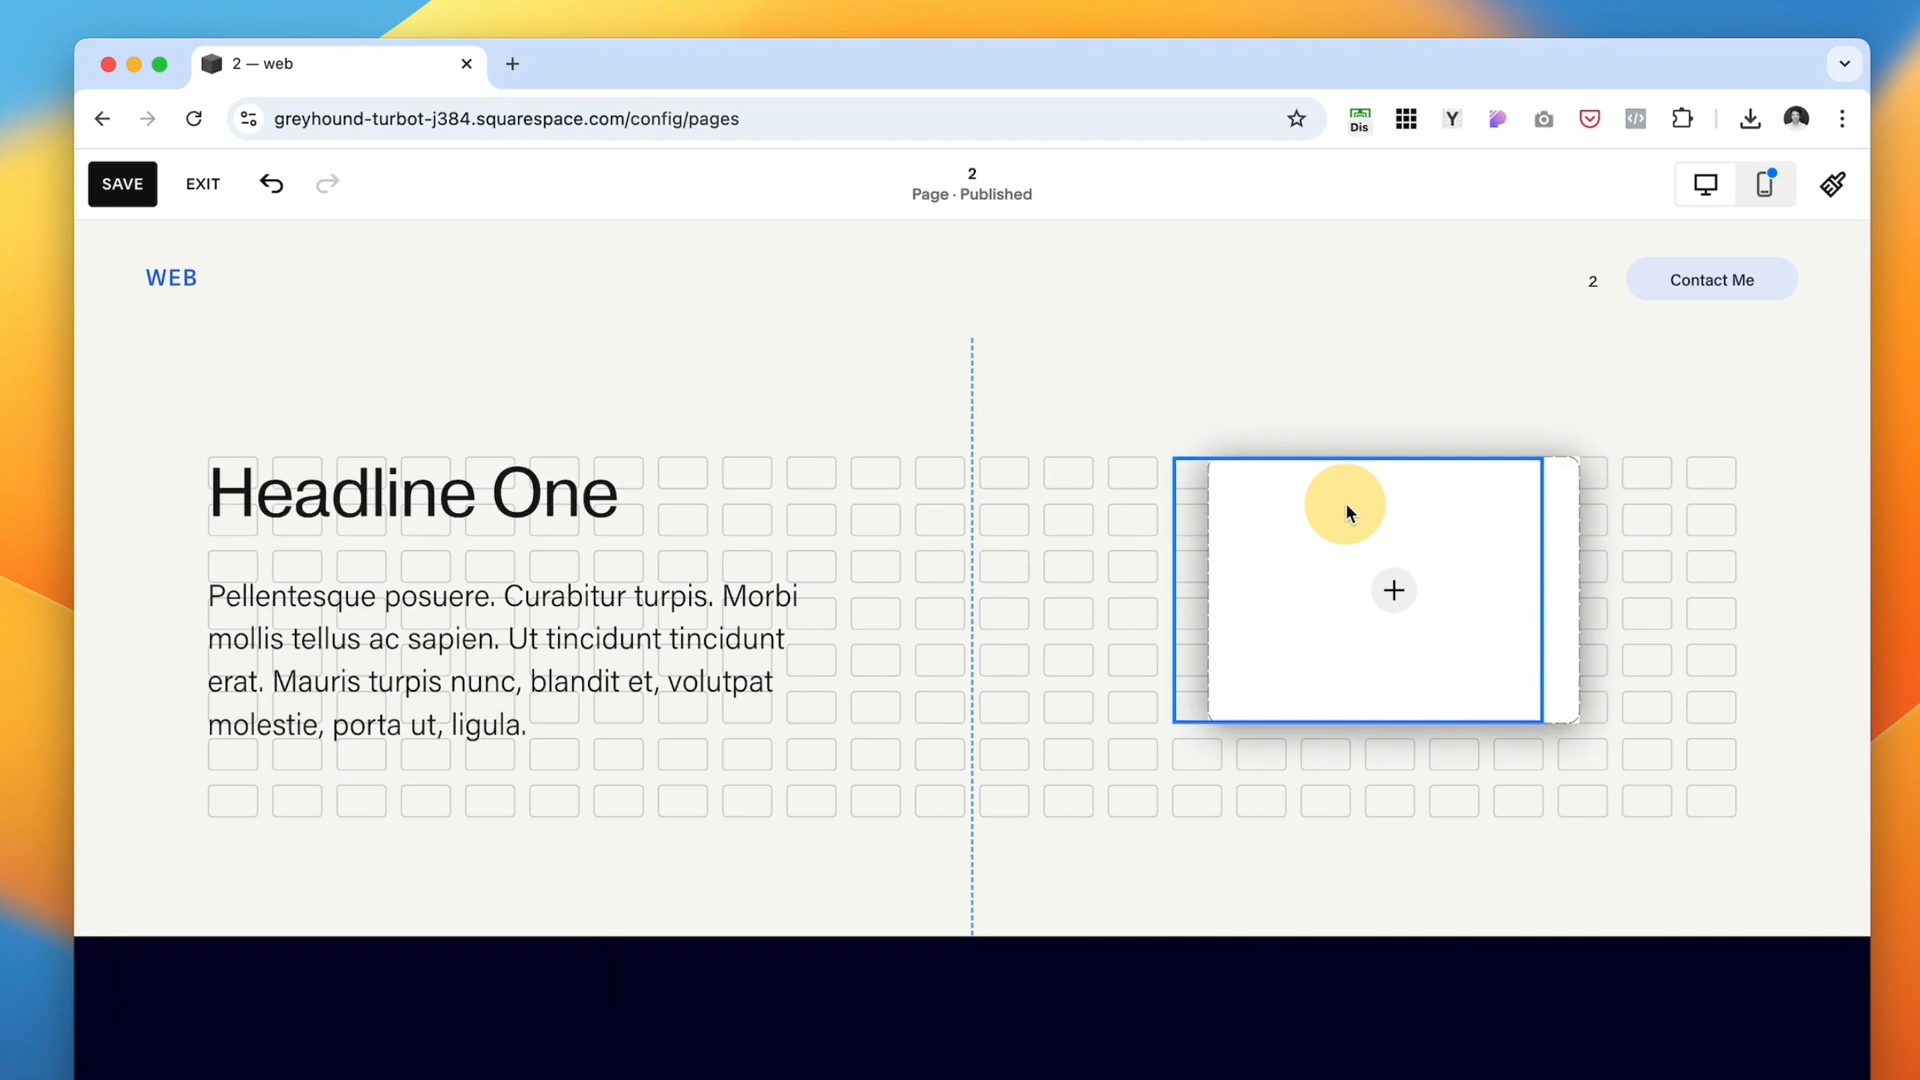 2 — web
greyhound-turbot-j384.squarespace.com/config/pages
Dis
Y
SAVE
EXIT
2
Page · Published
WEB
2
Contact Me
Headline One
Pellentesque posuere. Curabitur turpis. Morbi
mollis tellus ac sapien. Ut tincidunt tincidunt
erat. Mauris turpis nunc, blandit et, volutpat
molestie, porta ut, ligula.